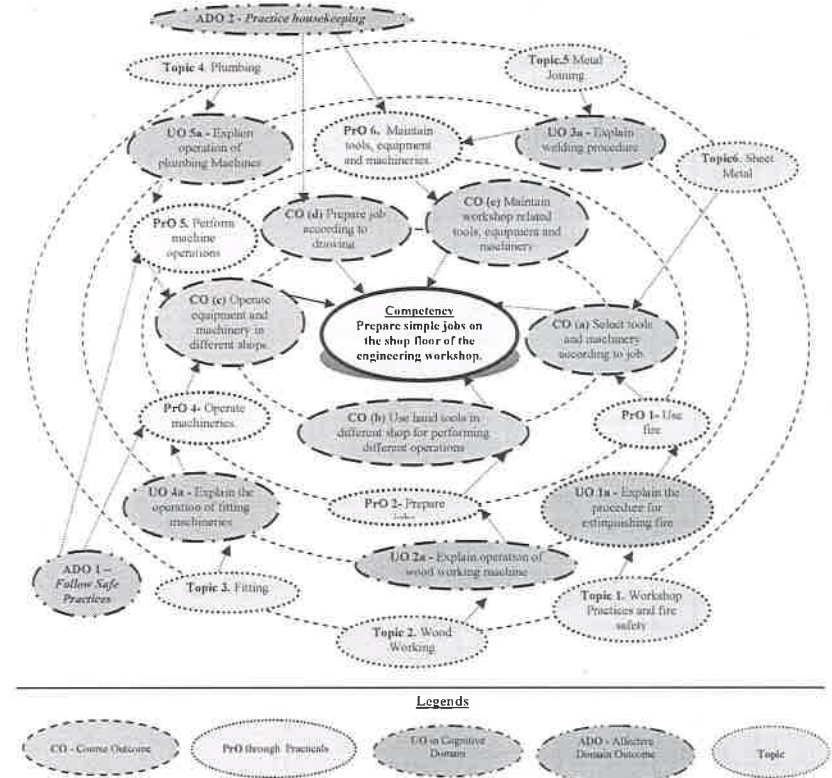 ADO 2 - Practice housekeeping
Topic 4. Plumbing
Topic.5 Metal
Joining.
UO 5a - Explain
operation of
plumbing Machines
PrO 6. Maintain
tools, equipment
and machineries.
UO 3a - Explain
welding procedure
Topic6. Sheet
Metal
PrO 5. Perform
machine
operations
CO (d) Prepare job
according to
drawing
CO (e) Maintain
workshop related
tools, equipment and
machinery
CO (c) Operate
equipment and
machinery in
different shops.
Competency
Prepare simple jobs on
the shop floor of the
engineering workshop.
CO (a) Select tools
and machinery
according to job.
PrO 4- Operate
machineries.
CO (b) Use hand tools in
different shop for performing
different operations
PrO 1- Use
fire
UO 4a - Explain the
operation of fitting
machineries
PrO 2- Prepare
UO 1a - Explain the
procedure for
extinguishing fire
ADO 1 –
Follow Safe
Practices
Topic 3. Fitting
UO 2a - Explain operation of
wood working machine
Topic 2. Wood
Working
Topic 1. Workshop
Practices and fire
safety
Legends
CO - Course Outcome
PrO through Practicals
UO in Cognitive
Domain
ADO - Affective
Domain Outcome
Topic